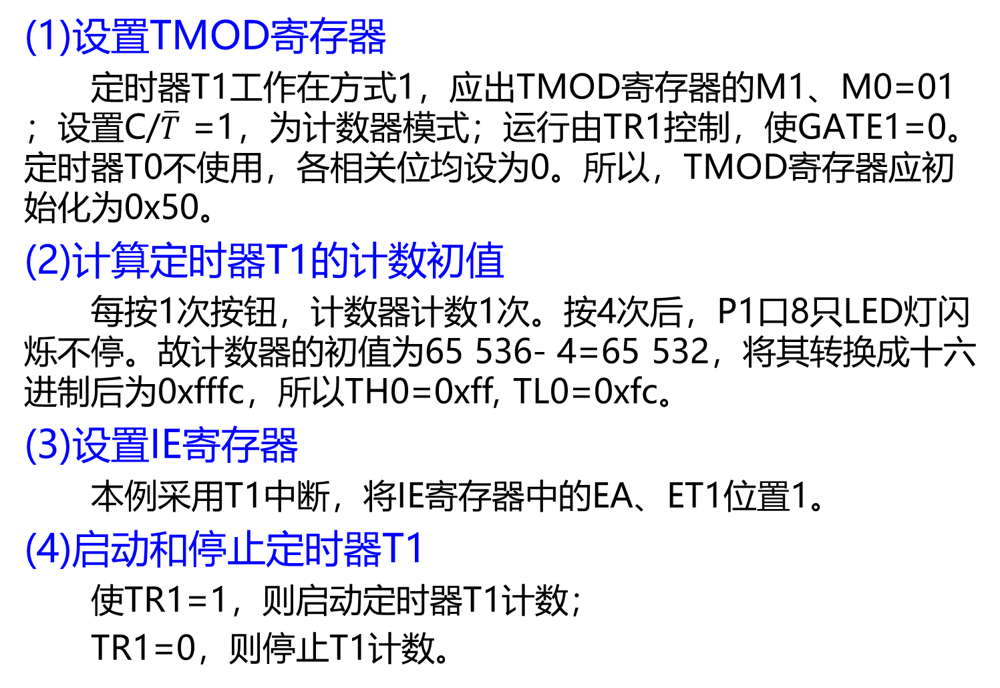 (1)设置TMOD寄存器
定时器T1工作在方式1，应出TMOD寄存器的M1、M0=01
；设置C/T̅ =1，为计数器模式；运行由TR1控制，使GATE1=0。
定时器T0不使用，各相关位均设为0。所以，TMOD寄存器应初
始化为0x50。
(2)计算定时器T1的计数初值
每按1次按钮，计数器计数1次。按4次后，P1口8只LED灯闪
烁不停。故计数器的初值为65 536- 4=65 532，将其转换成十六
进制后为0xfffc，所以TH0=0xff, TL0=0xfc。
(3)设置IE寄存器
本例采用T1中断，将IE寄存器中的EA、ET1位置1。
(4)启动和停止定时器T1
使TR1=1，则启动定时器T1计数；
TR1=0，则停止T1计数。